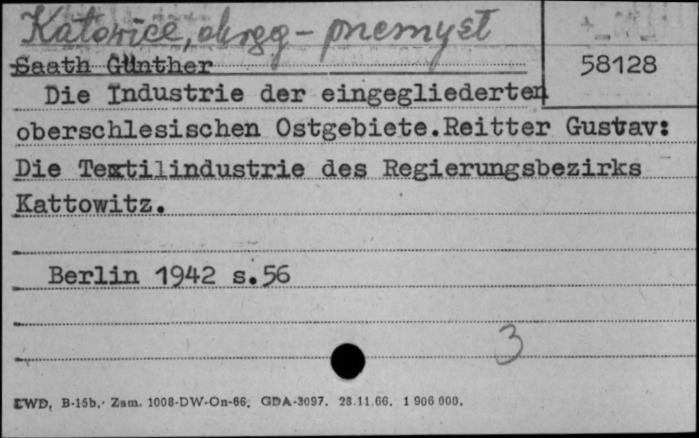 Katowice, okręg - przemysł
Saath Günther
58128
Die Industrie der eingegliederten
oberschlesischen Ostgebiete.Reitter Gustav:
Die Textilindustrie des Regierungsbezirks
Kattowitz.
Berlin 1942 s.56
3
EWD, B-15b, Zam. 1008-DW-On-66, GDA-3097. 28.11.66. 1 906 000.